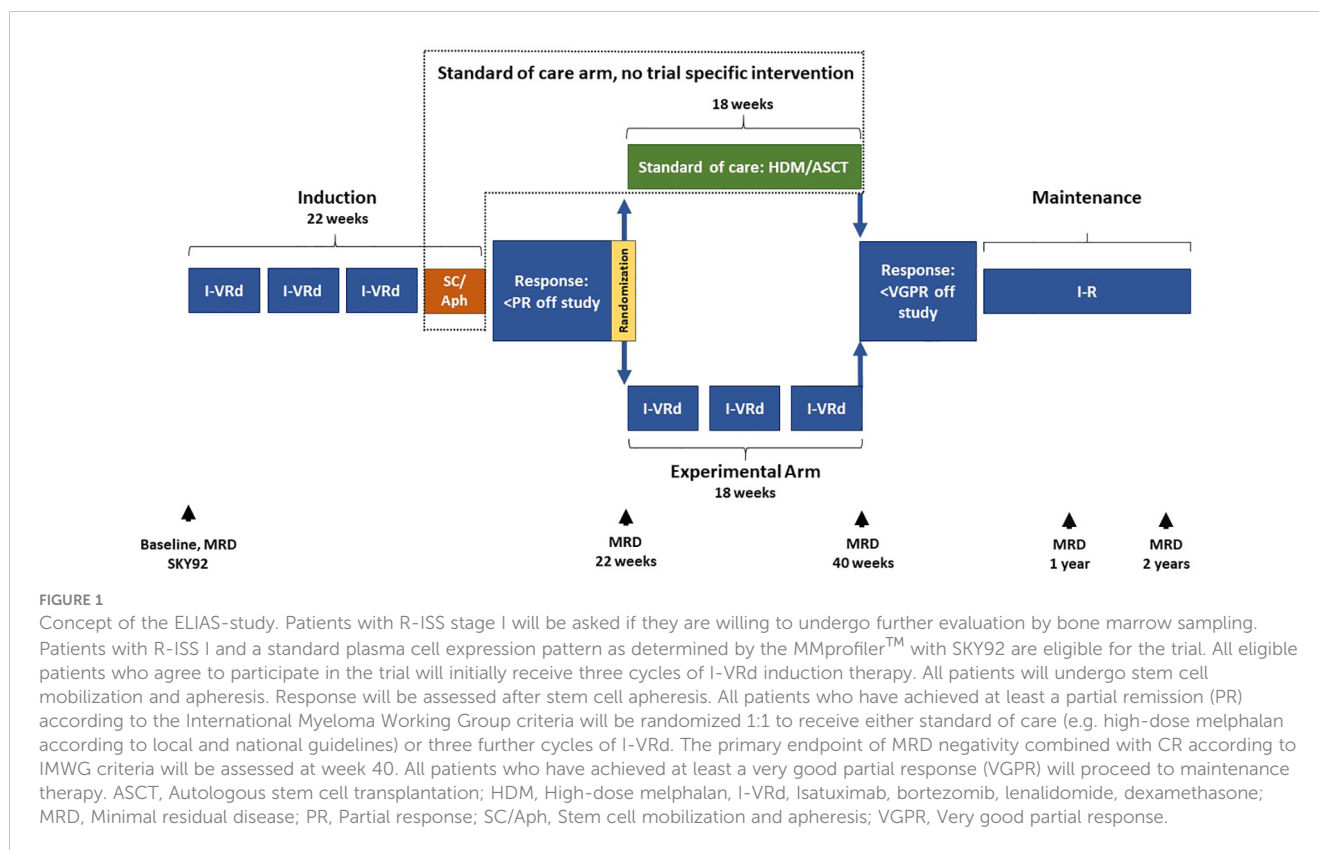 Standard of care arm, no trial specific intervention
18 weeks
Standard of care: HDM/ASCT
Induction
22 weeks
Maintenance
I-VRd
I-VRd
I-VRd
SC/
Aph
Response:
<PR off study
Randomization
Response:
<VGPR off
study
I-R
I-VRd
I-VRd
I-VRd
Experimental Arm
18 weeks
Baseline, MRD
SKY92
MRD
22 weeks
MRD
40 weeks
MRD
1 year
MRD
2 years
FIGURE 1
Concept of the ELIAS-study. Patients with R-ISS stage I will be asked if they are willing to undergo further evaluation by bone marrow sampling.
Patients with R-ISS I and a standard plasma cell expression pattern as determined by the MMprofiler™ with SKY92 are eligible for the trial. All eligible
patients who agree to participate in the trial will initially receive three cycles of I-VRd induction therapy. All patients will undergo stem cell
mobilization and apheresis. Response will be assessed after stem cell apheresis. All patients who have achieved at least a partial remission (PR)
according to the International Myeloma Working Group criteria will be randomized 1:1 to receive either standard of care (e.g. high-dose melphalan
according to local and national guidelines) or three further cycles of I-VRd. The primary endpoint of MRD negativity combined with CR according to
IMWG criteria will be assessed at week 40. All patients who have achieved at least a very good partial response (VGPR) will proceed to maintenance
therapy. ASCT, Autologous stem cell transplantation; HDM, High-dose melphalan, I-VRd, Isatuximab, bortezomib, lenalidomide, dexamethasone;
MRD, Minimal residual disease; PR, Partial response; SC/Aph, Stem cell mobilization and apheresis; VGPR, Very good partial response.